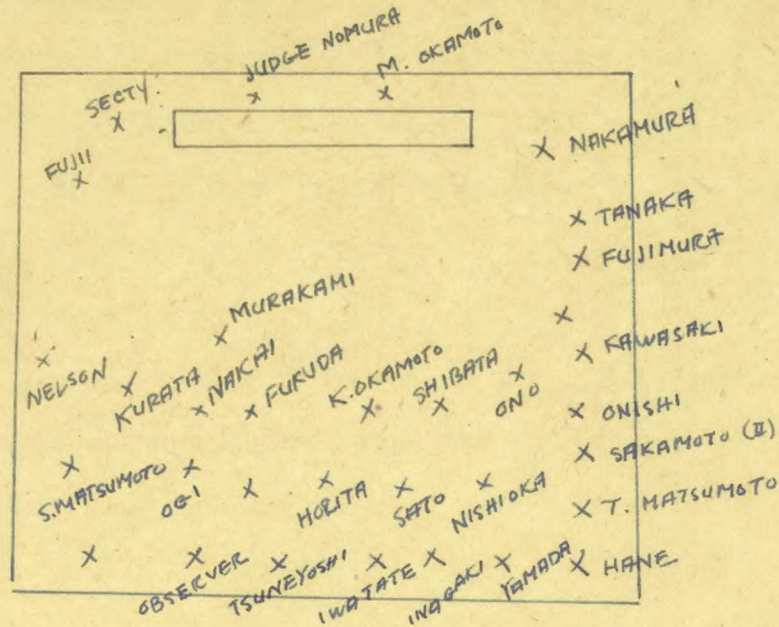 JUDGE NOMURA
M. OKAMOTO
SECTY.
FUJII
NAKAMURA
TANAKA
FUJIMURA
MURAKAMI
NELSON
KURATA
NAKAI
FUKUDA
K. OKAMOTO
SHIBATA
ONO
KAWASAKI
ONISHI
SAKAMOTO (II)
S. MATSUMOTO
OGI
HORITA
SATO
NISHIOKA
T. MATSUMOTO
OBSERVER
TSUNEYOSHI
IWATATE
INAGAKI
YAMADA
HANE